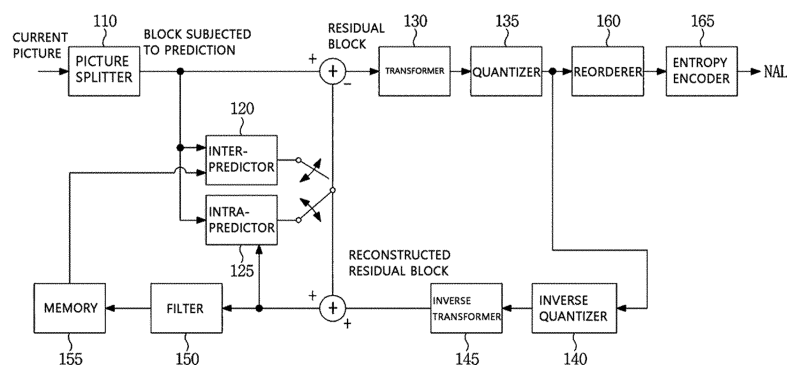 110
130
135
160
165
CURRENT
PICTURE
BLOCK SUBJECTED
TO PREDICTION
RESIDUAL
BLOCK
PICTURE
SPLITTER
+
+
−
TRANSFORMER
QUANTIZER
REORDERER
ENTROPY
ENCODER
NAL
120
INTER-
PREDICTOR
INTRA-
PREDICTOR
125
RECONSTRUCTED
RESIDUAL BLOCK
MEMORY
FILTER
+
+
+
INVERSE
TRANSFORMER
INVERSE
QUANTIZER
155
150
145
140